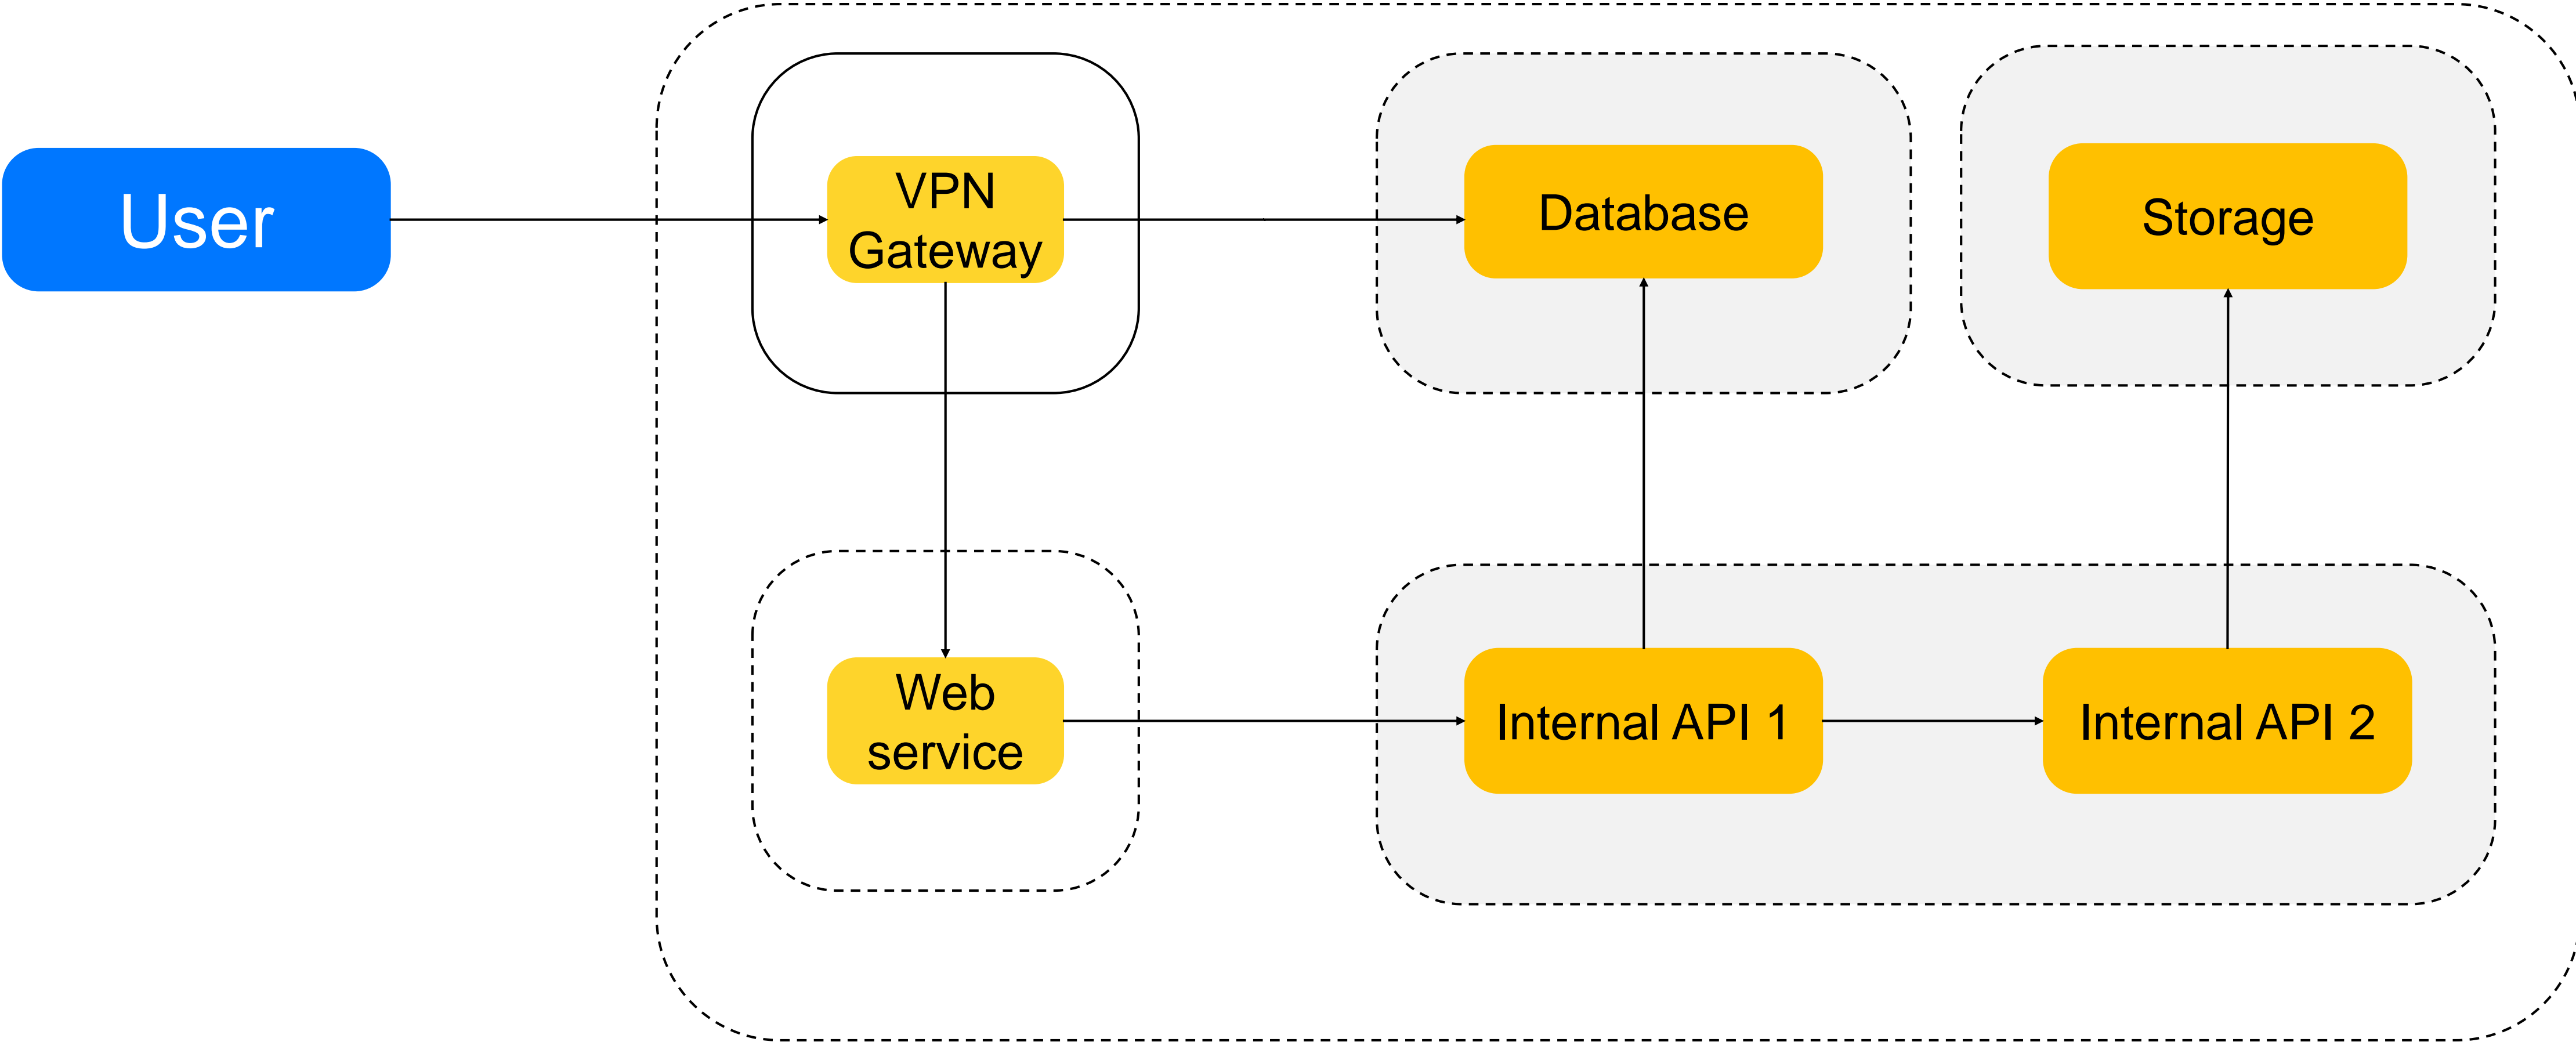 User
VPN
Gateway
Database
Storage
Web
service
Internal API 1
Internal API 2